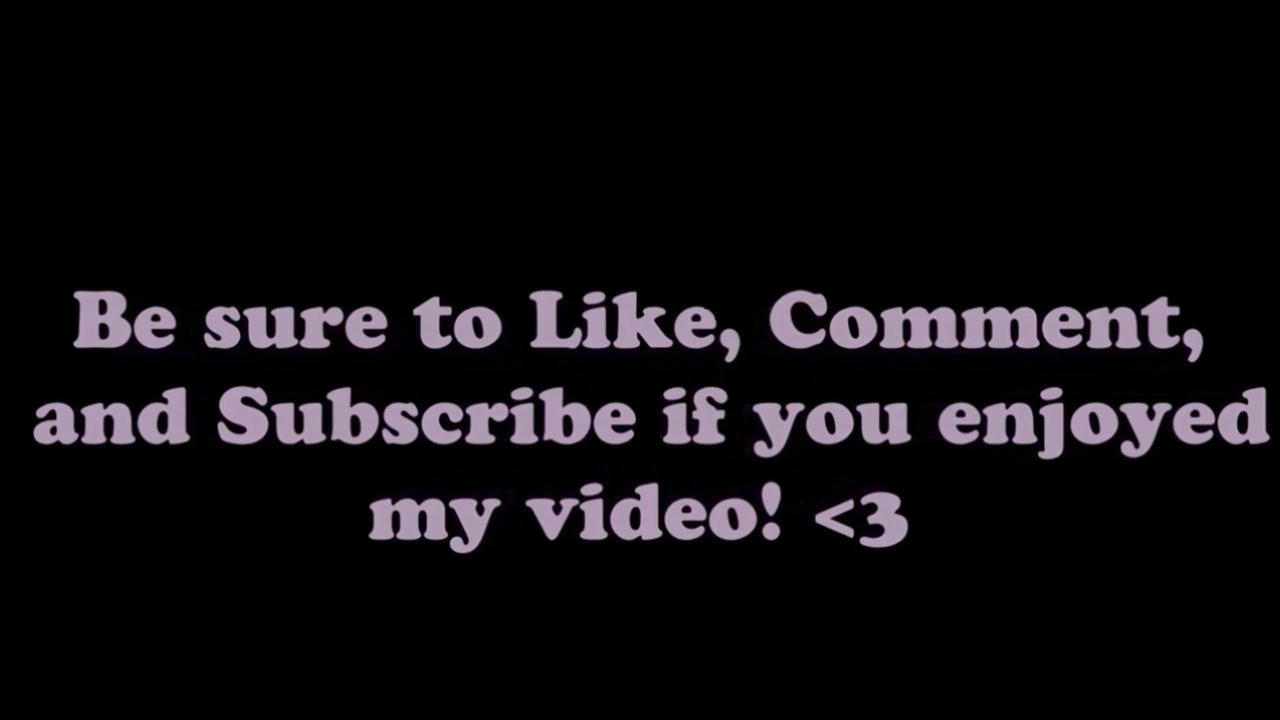 Be sure to Like, Comment,
and Subscribe if you enjoyed
my video! <3